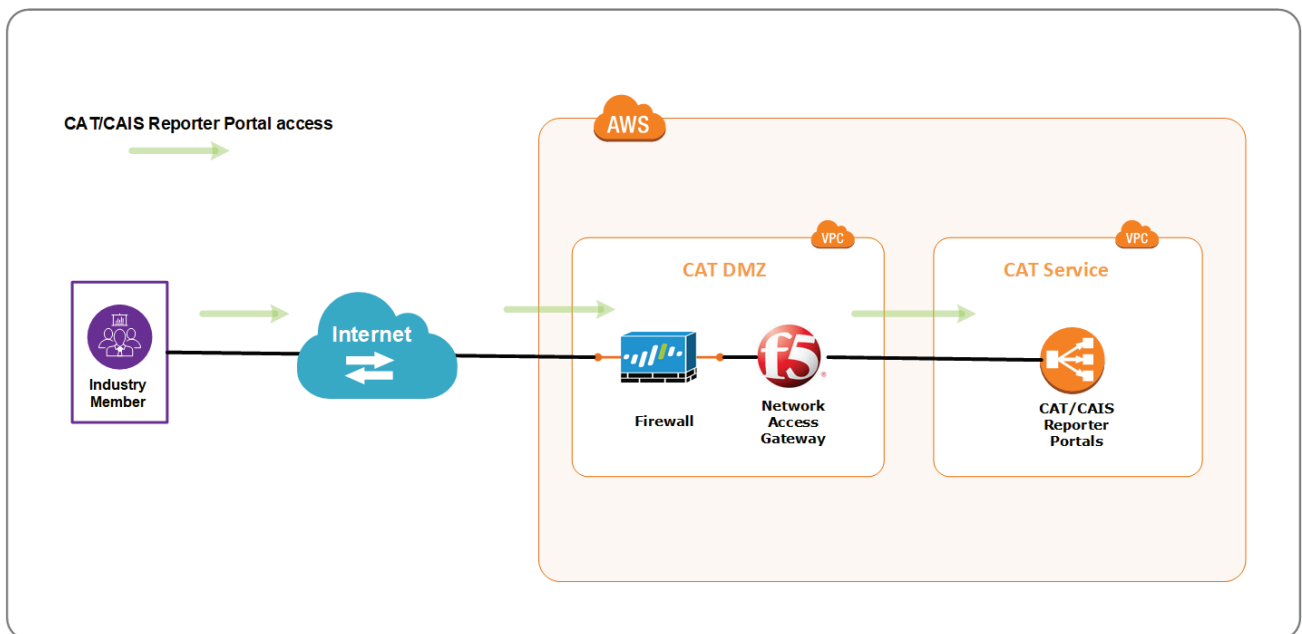 CAT/CAIS Reporter Portal access
AWS
VPC
VPC
CAT DMZ
CAT Service
Industry
Member
Internet
f5
Firewall
Network
Access
Gateway
CAT/CAIS
Reporter
Portals